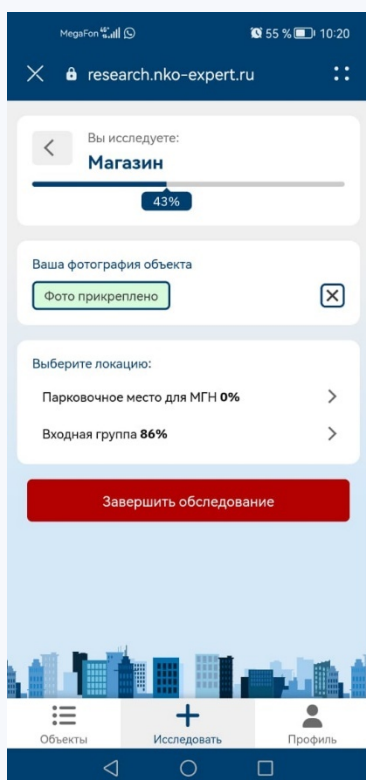 MegaFon 55 % 10:20
research.nko-expert.ru
Вы исследуете:
Магазин
43%
Ваша фотография объекта
Фото прикреплено
Выберите локацию:
Парковочное место для МГН 0%
Входная группа 86%
Завершить обследование
Объекты Исследовать Профиль